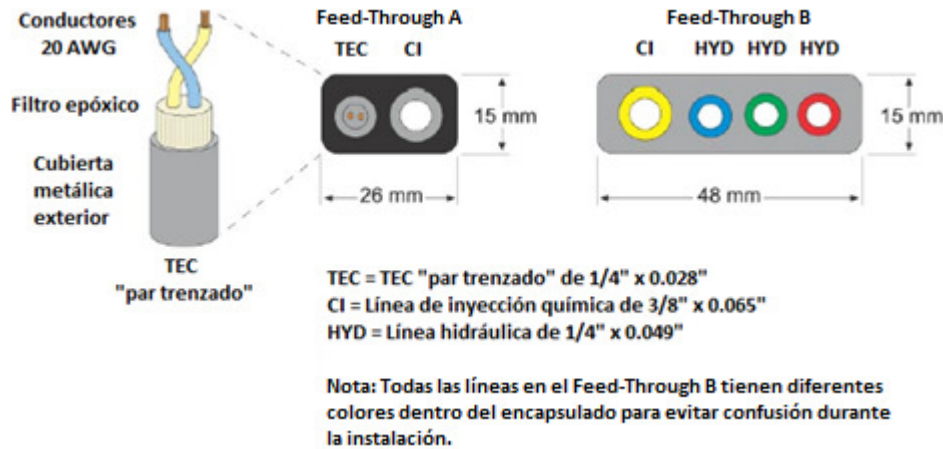 Conductores
20 AWG
Filtro epóxico
Cubierta
metálica
exterior
TEC
"par trenzado"
Feed-Through A
TEC CI
15 mm
26 mm
Feed-Through B
CI HYD HYD HYD
15 mm
48 mm
TEC = TEC "par trenzado" de 1/4" x 0.028"
CI = Línea de inyección química de 3/8" x 0.065"
HYD = Línea hidráulica de 1/4" x 0.049"
Nota: Todas las líneas en el Feed-Through B tienen diferentes
colores dentro del encapsulado para evitar confusión durante
la instalación.